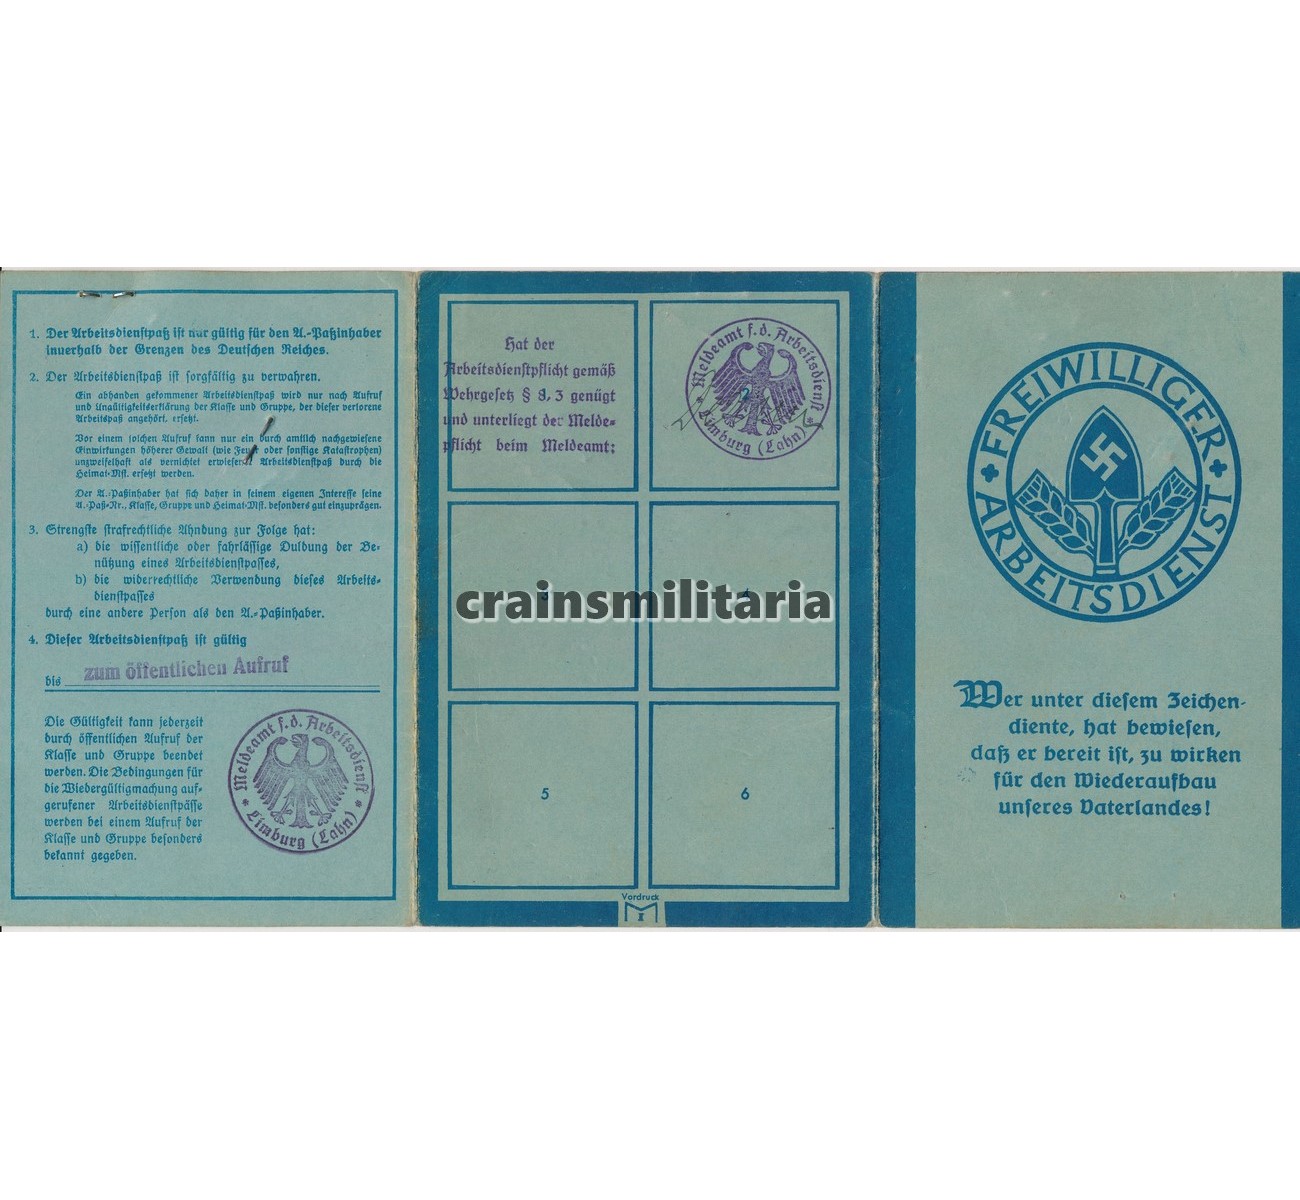 1. Der Arbeitsdienstpaß ist nur gültig für den A.-Paßinhaber
innerhalb der Grenzen des Deutschen Reiches.
2. Der Arbeitsdienstpaß ist sorgfältig zu verwahren.
Ein abhanden gekommener Arbeitsdienstpaß wird nur nach Aufruf
und Ungültigkeitserklärung der Klasse und Gruppe, der dieser verlorene
Arbeitspaß angehört, ersetzt.
Vor einem solchen Aufruf kann nur ein durch amtlich nachgewiesene
Einwirkungen höherer Gewalt (wie Feuer oder sonstige Katastrophen)
unzweifelhaft als vernichtet erwiesener Arbeitsdienstpaß durch die
Heimat-Mst. ersetzt werden.
Der A.-Paßinhaber hat sich daher in seinem eigenen Interesse seine
A.-Paß-Nr., Klasse, Gruppe und Heimat-Mst. besonders gut einzuprägen.
3. Strengste strafrechtliche Ahndung zur Folge hat:
a) die wissentliche oder fahrlässige Duldung der Be-
nützung eines Arbeitsdienstpasses,
b) die widerrechtliche Verwendung dieses Arbeits-
dienstpasses
durch eine andere Person als den A.-Paßinhaber.
4. Dieser Arbeitsdienstpaß ist gültig
bis zum öffentlichen Aufruf
Die Gültigkeit kann jederzeit
durch öffentlichen Aufruf der
Klasse und Gruppe beendet
werden. Die Bedingungen für
die Wiedergültigmachung auf-
gerufener Arbeitsdienstpässe
werden bei einem Aufruf der
Klasse und Gruppe besonders
bekannt gegeben.
Meldeamt f. d. Arbeitsdienst
* Limburg (Lahn) *
Hat der
Arbeitsdienstpflicht gemäß
Wehrgesetz § 8,3 genügt
und unterliegt der Melde-
pflicht beim Meldeamt;
Meldeamt f. d. Arbeitsdienst
* Limburg (Lahn) *
2
3
4
5
6
Vordruck
M
I
crainsmilitaria
FREIWILLIGER
ARBEITSDIENST
Wer unter diesem Zeichen-
diente, hat bewiesen,
daß er bereit ist, zu wirken
für den Wiederaufbau
unseres Vaterlandes!